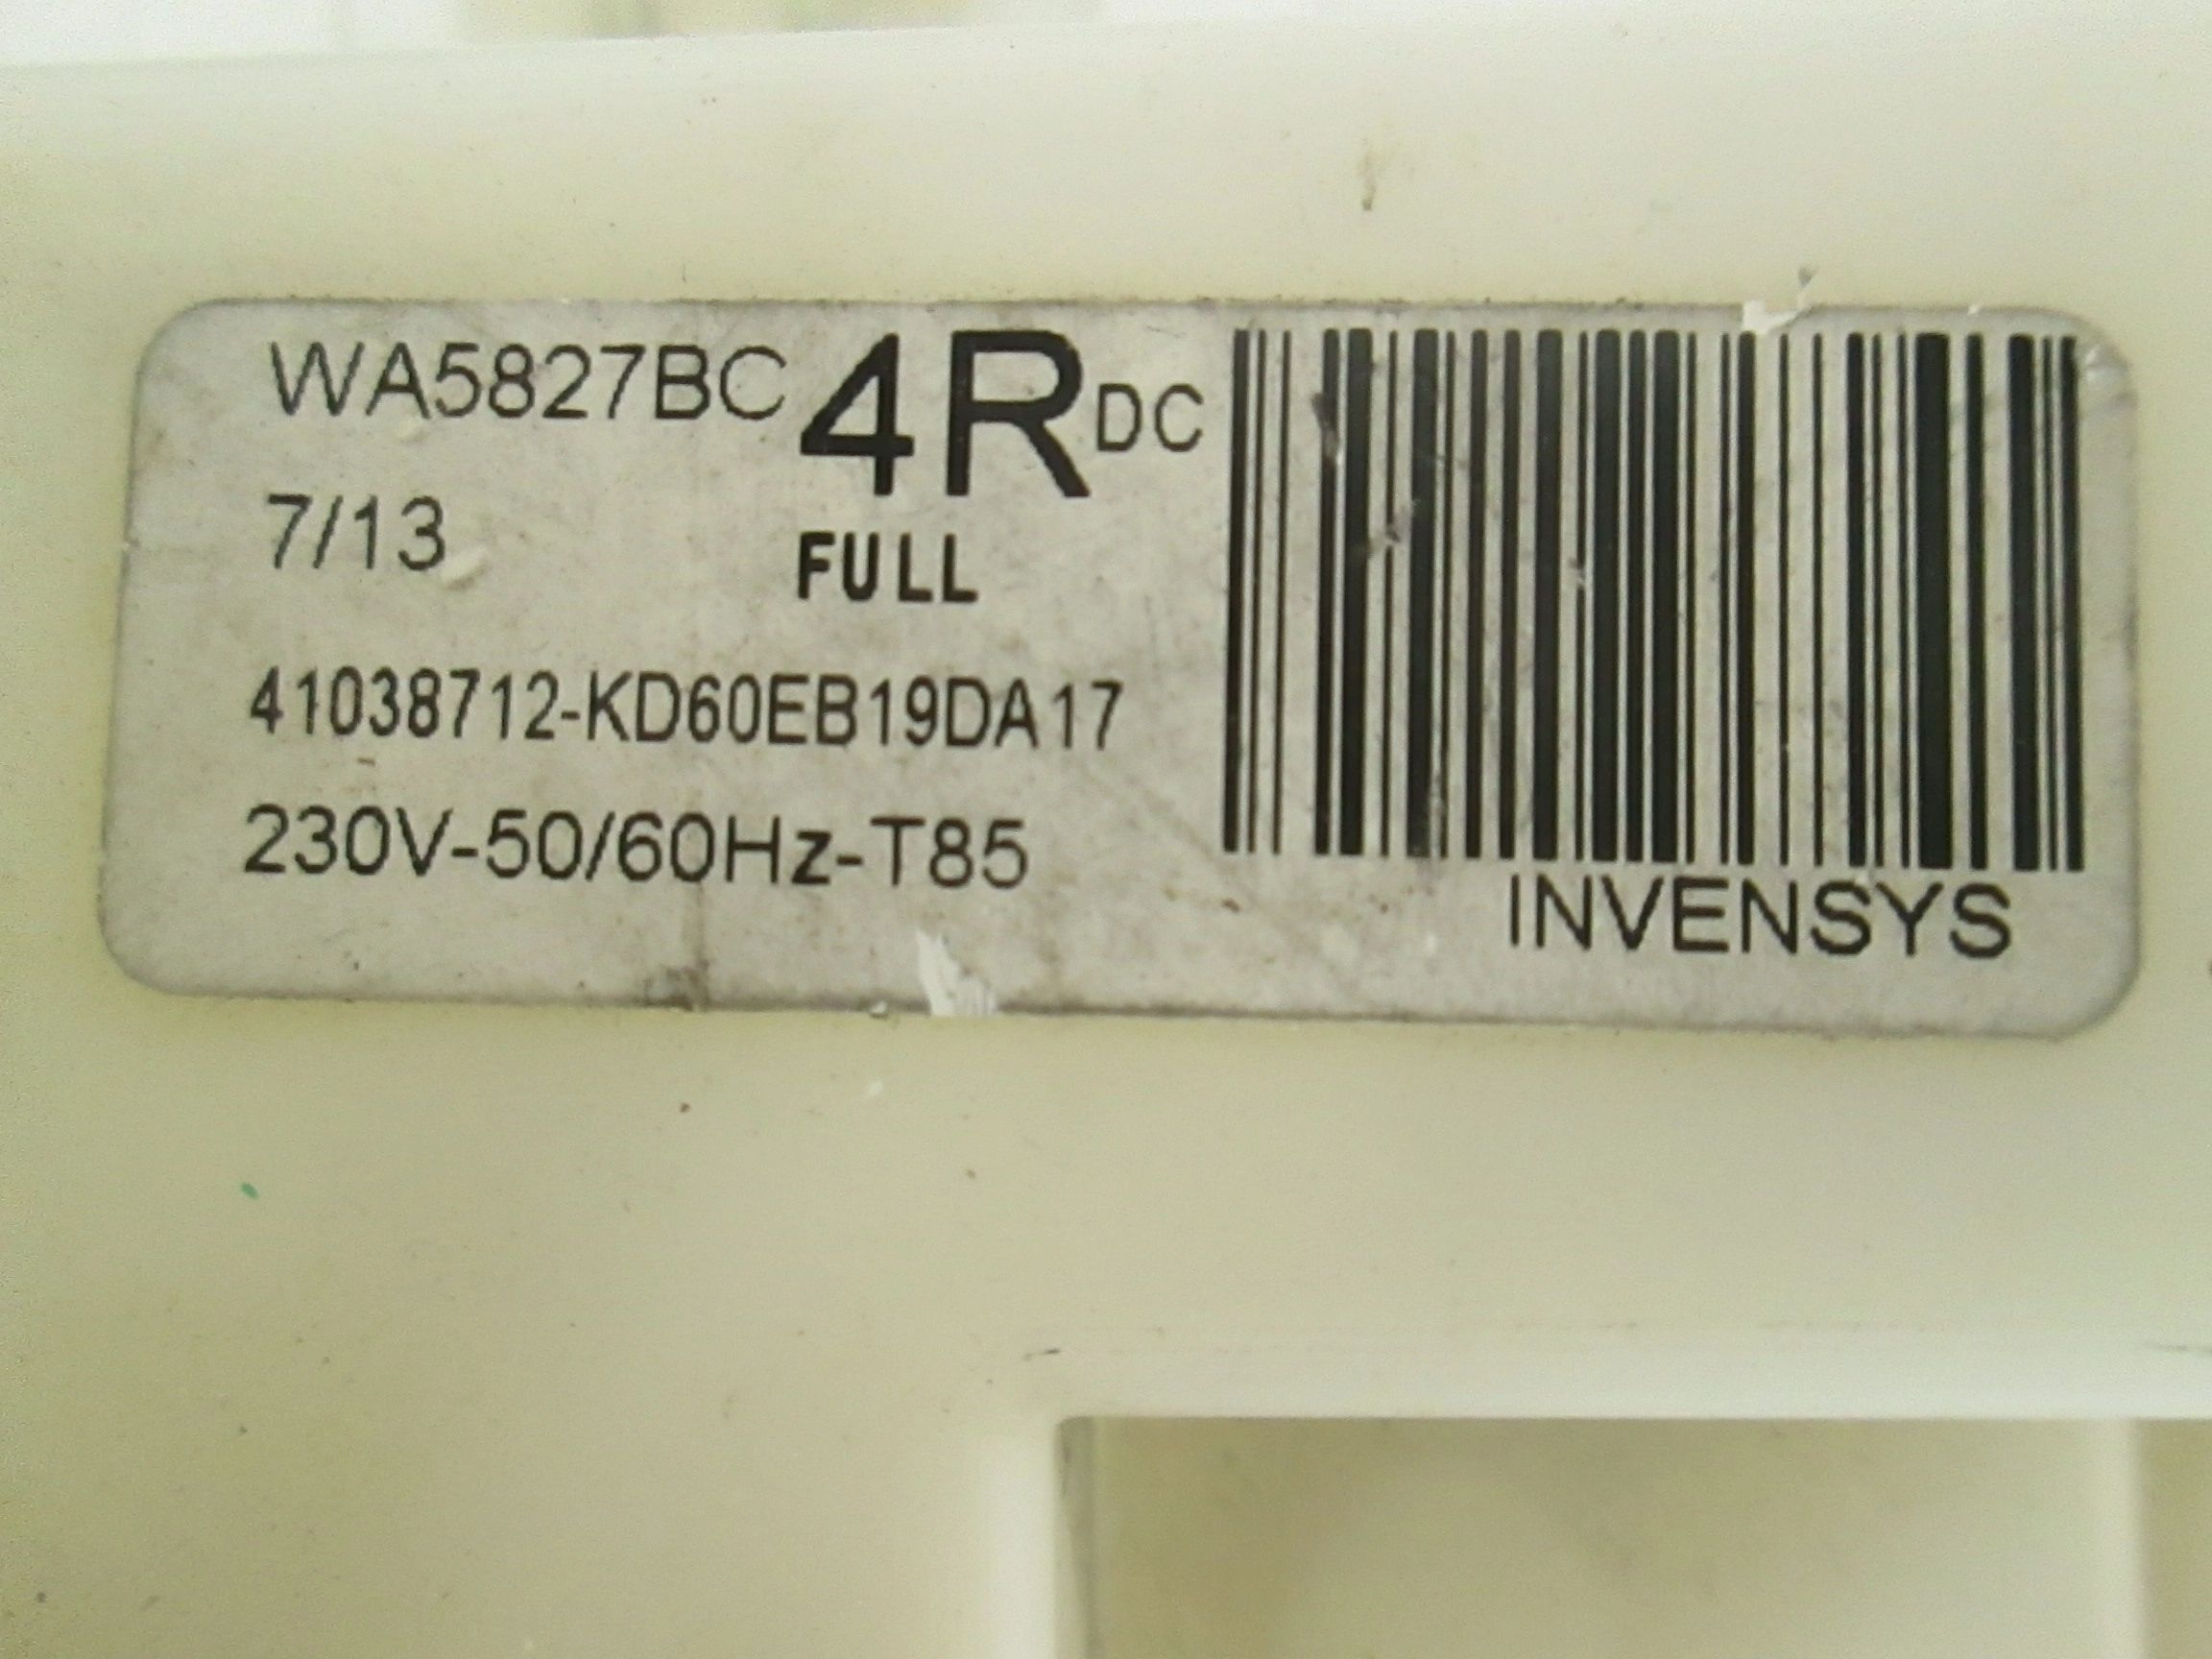 WA5827BC 4R DC
7/13 FULL
41038712-KD60EB19DA17
230V-50/60Hz-T85
INVENSYS